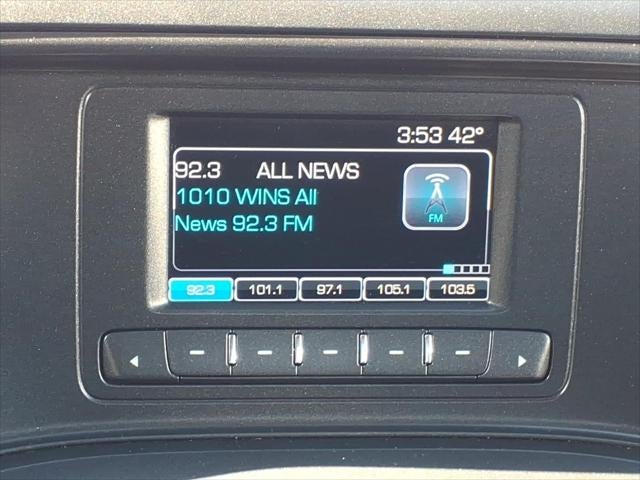 3:53 42°
92.3 ALL NEWS
1010 WINS All
News 92.3 FM
FM
92.3 101.1 97.1 105.1 103.5